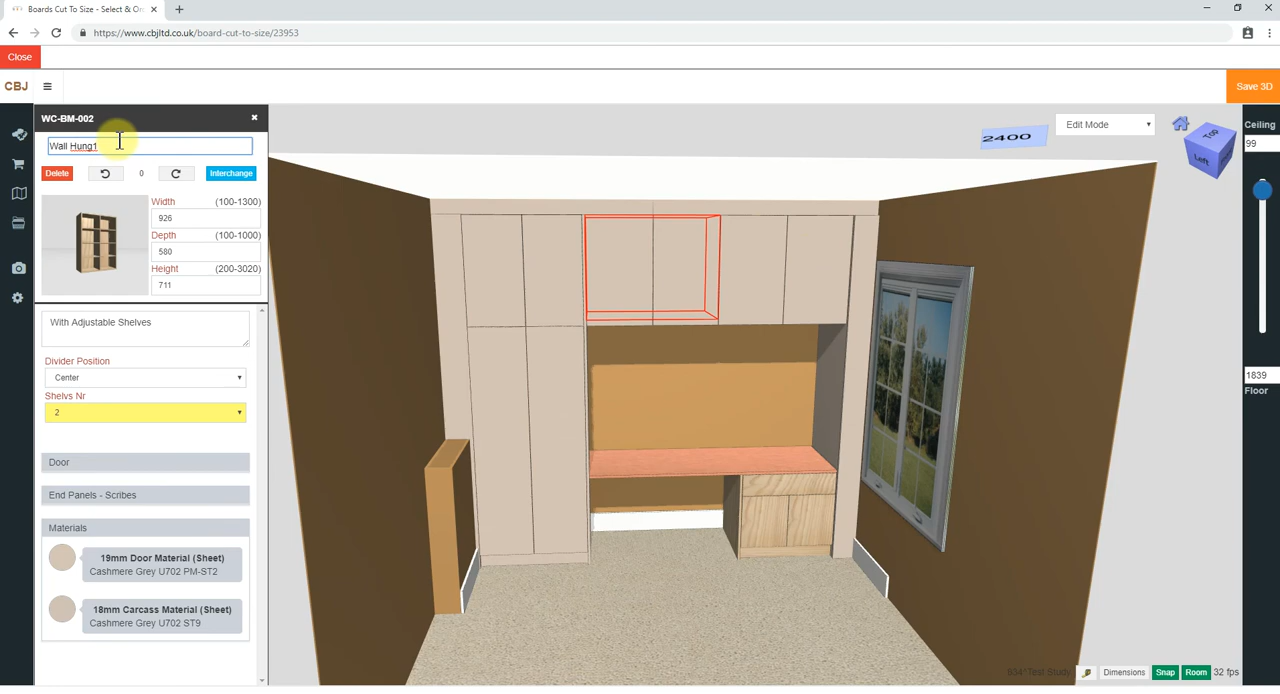 Boards Cut To Size - Select & Or
https://www.cbjltd.co.uk/board-cut-to-size/23953
Close
CBJ
Save 3D
WC-BM-002
Wall Hung1
Delete
0
Interchange
Width (100-1300)
926
Depth (100-1000)
580
Height (200-3020)
711
With Adjustable Shelves
Divider Position
Center
Shelvs Nr
2
Door
End Panels - Scribes
Materials
19mm Door Material (Sheet)
Cashmere Grey U702 PM-ST2
18mm Carcass Material (Sheet)
Cashmere Grey U702 ST9
2400
Edit Mode
Top
Left
Ceiling
99
1839
Floor
Test Study
Dimensions
Snap
Room
32 fps